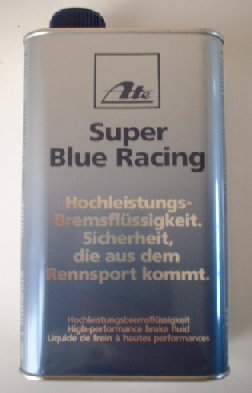 Ate
Super
Blue Racing
Hochleistungs-
Bremsflüssigkeit.
Sicherheit,
die aus dem
Rennsport kommt.
Hochleistungsbremsflüssigkeit
High-performance brake fluid
Liquide de frein à hautes performances